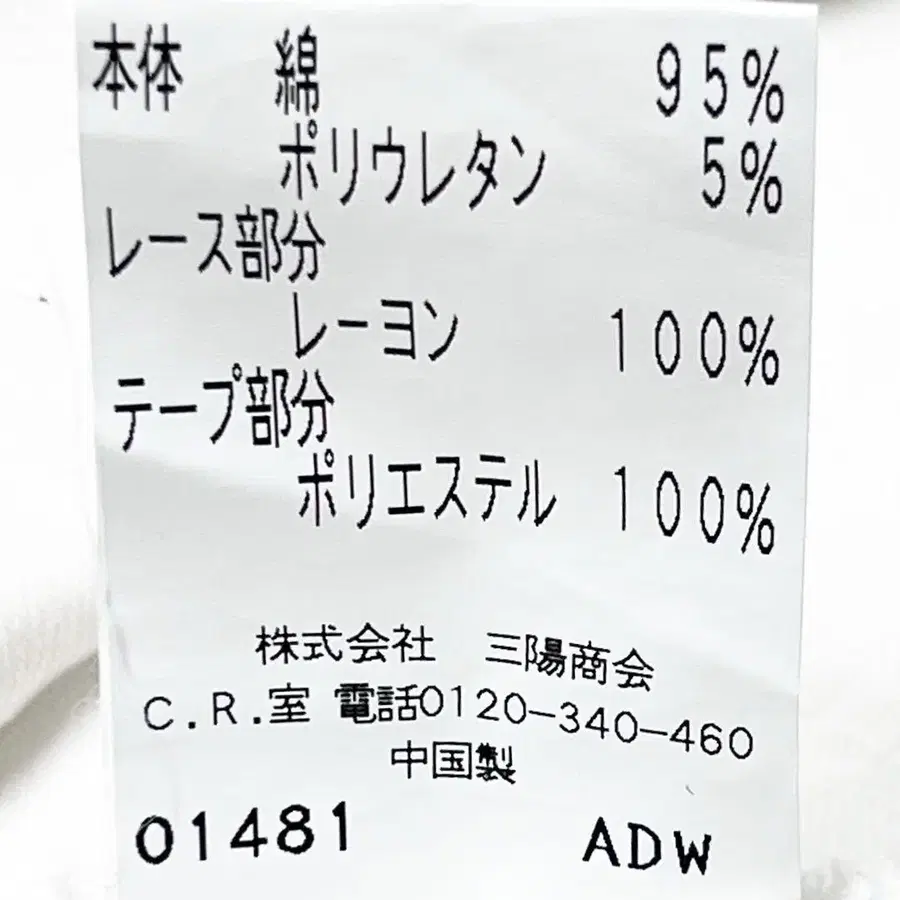 本体 綿 95%
ポリウレタン 5%
レース部分
レーヨン 100%
テープ部分
ポリエステル 100%
株式会社 三陽商会
C.R.室 電話0120-340-460
中国製
01481 ADW